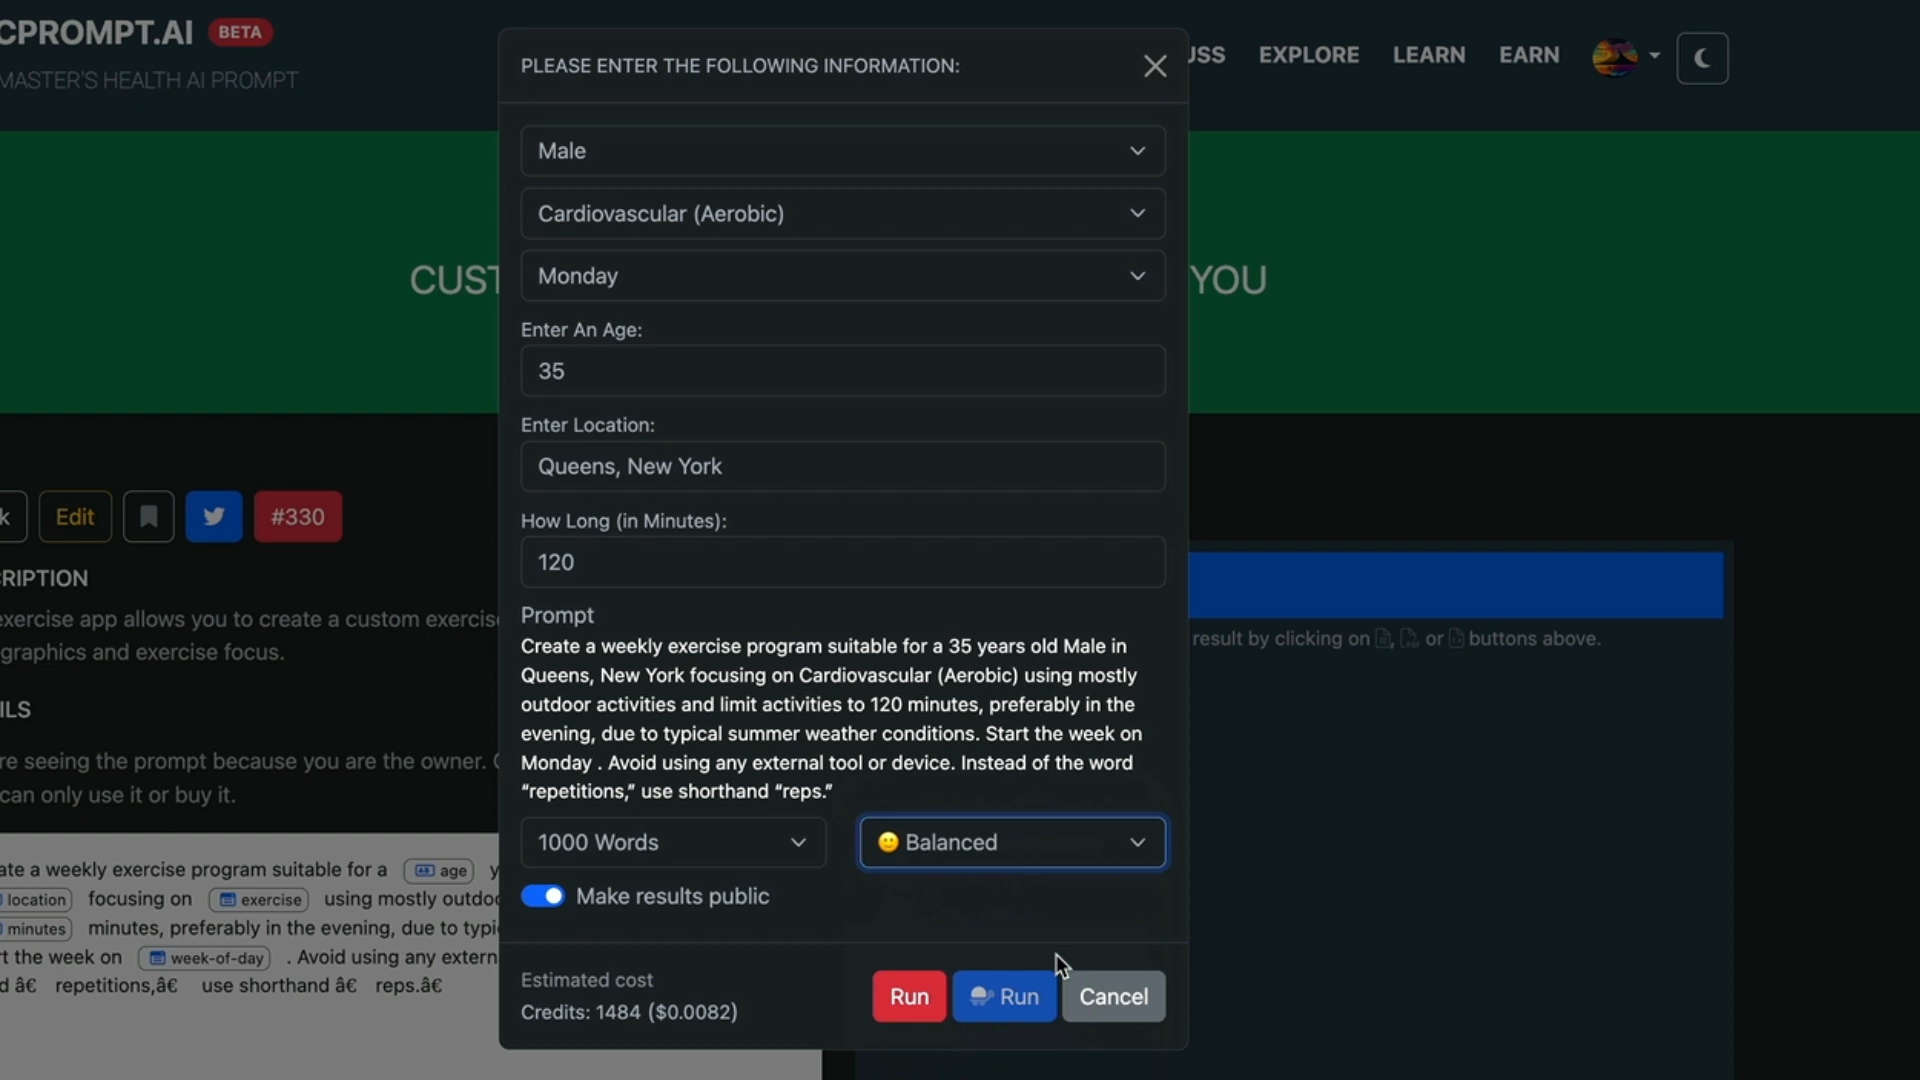 CPROMPT.AI BETA
MASTER'S HEALTH AI PROMPT
USS EXPLORE LEARN EARN
CUST YOU
PLEASE ENTER THE FOLLOWING INFORMATION:
Male
Cardiovascular (Aerobic)
Monday
Enter An Age:
35
Enter Location:
Queens, New York
How Long (in Minutes):
120
Prompt
Create a weekly exercise program suitable for a 35 years old Male in
Queens, New York focusing on Cardiovascular (Aerobic) using mostly
outdoor activities and limit activities to 120 minutes, preferably in the
evening, due to typical summer weather conditions. Start the week on
Monday . Avoid using any external tool or device. Instead of the word
“repetitions,” use shorthand “reps.”
1000 Words
🙂 Balanced
Make results public
Estimated cost
Credits: 1484 ($0.0082)
Run
Run
Cancel
k Edit #330
CRIPTION
exercise app allows you to create a custom exercise
graphics and exercise focus.
ILS
re seeing the prompt because you are the owner.
can only use it or buy it.
ate a weekly exercise program suitable for a age y
location focusing on exercise using mostly outdoo
minutes minutes, preferably in the evening, due to typi
rt the week on week-of-day . Avoid using any extern
d â€ repetitions,â€ use shorthand â€ reps.â€
result by clicking on , , or buttons above.